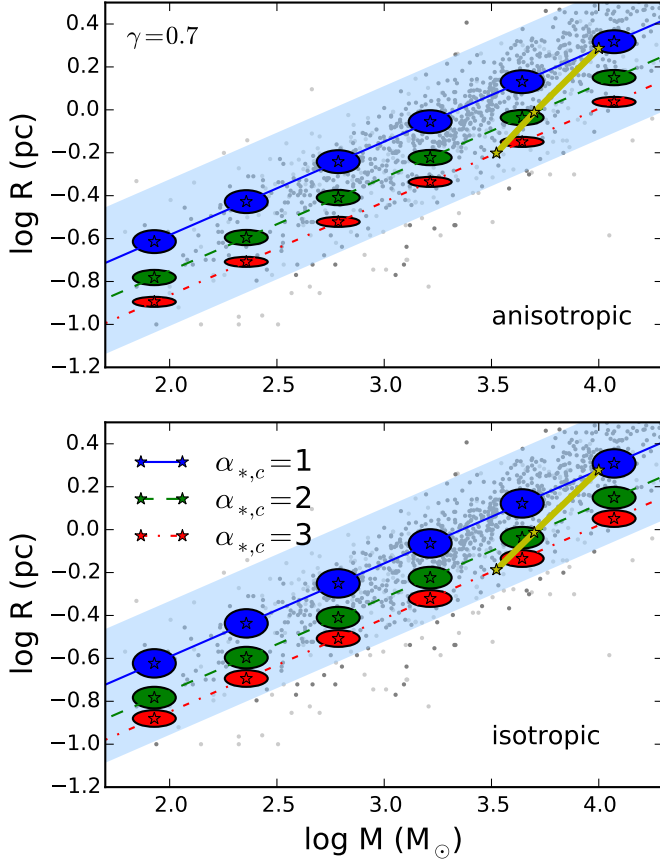 γ=0.7
0.4
0.2
0.0
−0.2
−0.4
−0.6
−0.8
−1.0
−1.2
log R (pc)
anisotropic
2.0 2.5 3.0 3.5 4.0
α*,c=1
α*,c=2
α*,c=3
0.4
0.2
0.0
−0.2
−0.4
−0.6
−0.8
−1.0
−1.2
log R (pc)
isotropic
2.0 2.5 3.0 3.5 4.0
log M (M⊙)